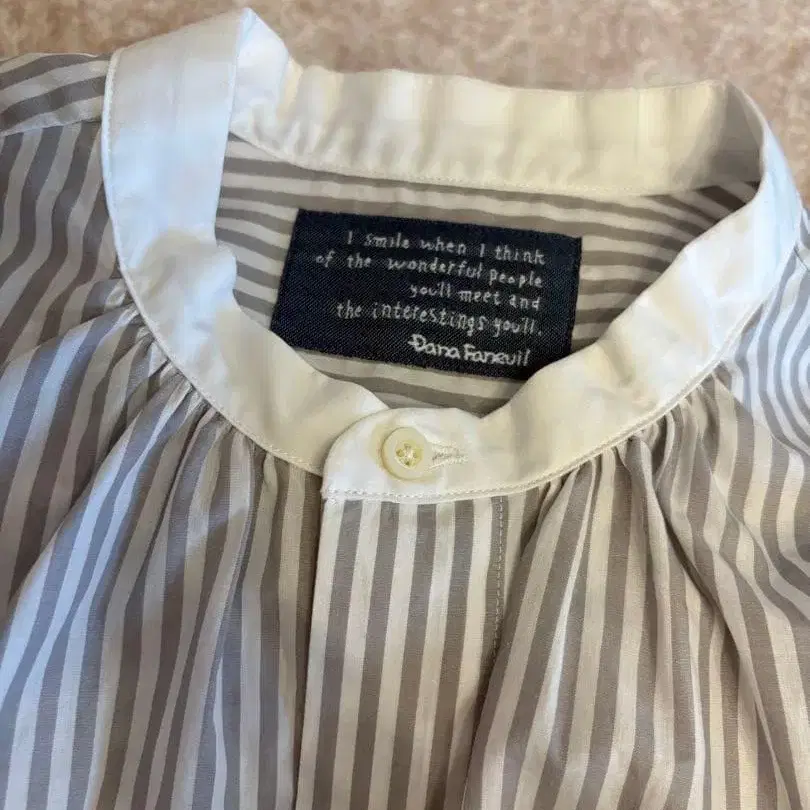 I smile when I think
of the wonderful people
you'll meet and
the interestings you'll.
Dana Faneuil